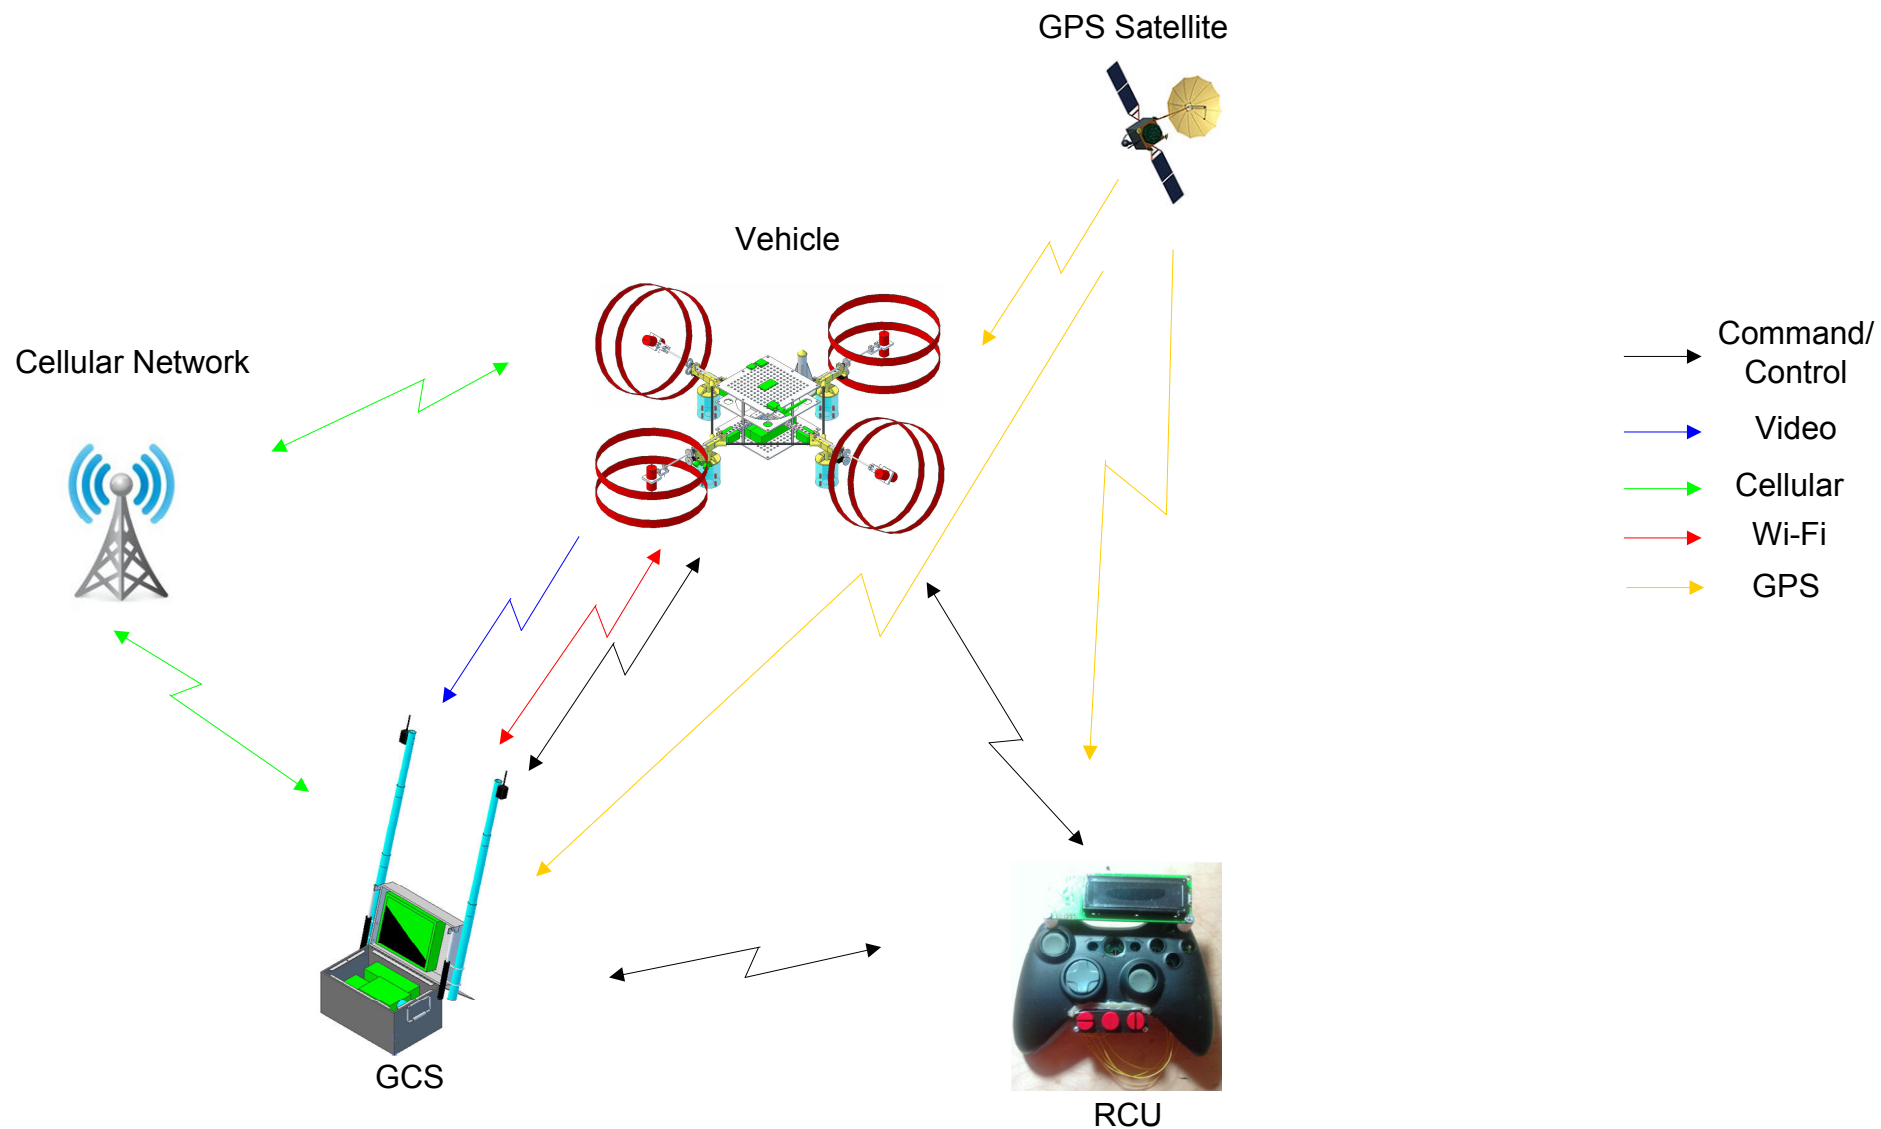 GPS Satellite
Vehicle
Cellular Network
Command/
Control
Video
Cellular
Wi-Fi
GPS
GCS
RCU